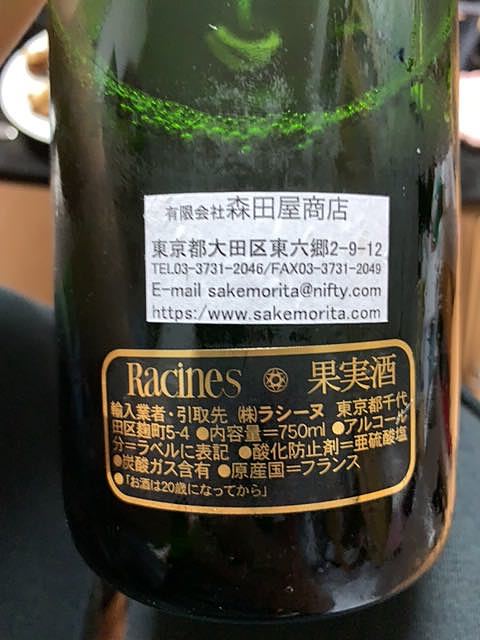 有限会社森田屋商店
東京都大田区東六郷2-9-12
TEL03-3731-2046/FAX03-3731-2049
E-mail sakemorita@nifty.com
https:/www.sakemorita.com
Racines 果実酒
輸入業者・引取先 ㈱ラシーヌ 東京都千代
田区麹町5-4 ●内容量=750ml ●アルコール
分=ラベルに表記 ●酸化防止剤=亜硫酸塩
●炭酸ガス含有 ●原産国=フランス
●「お酒は20歳になってから」